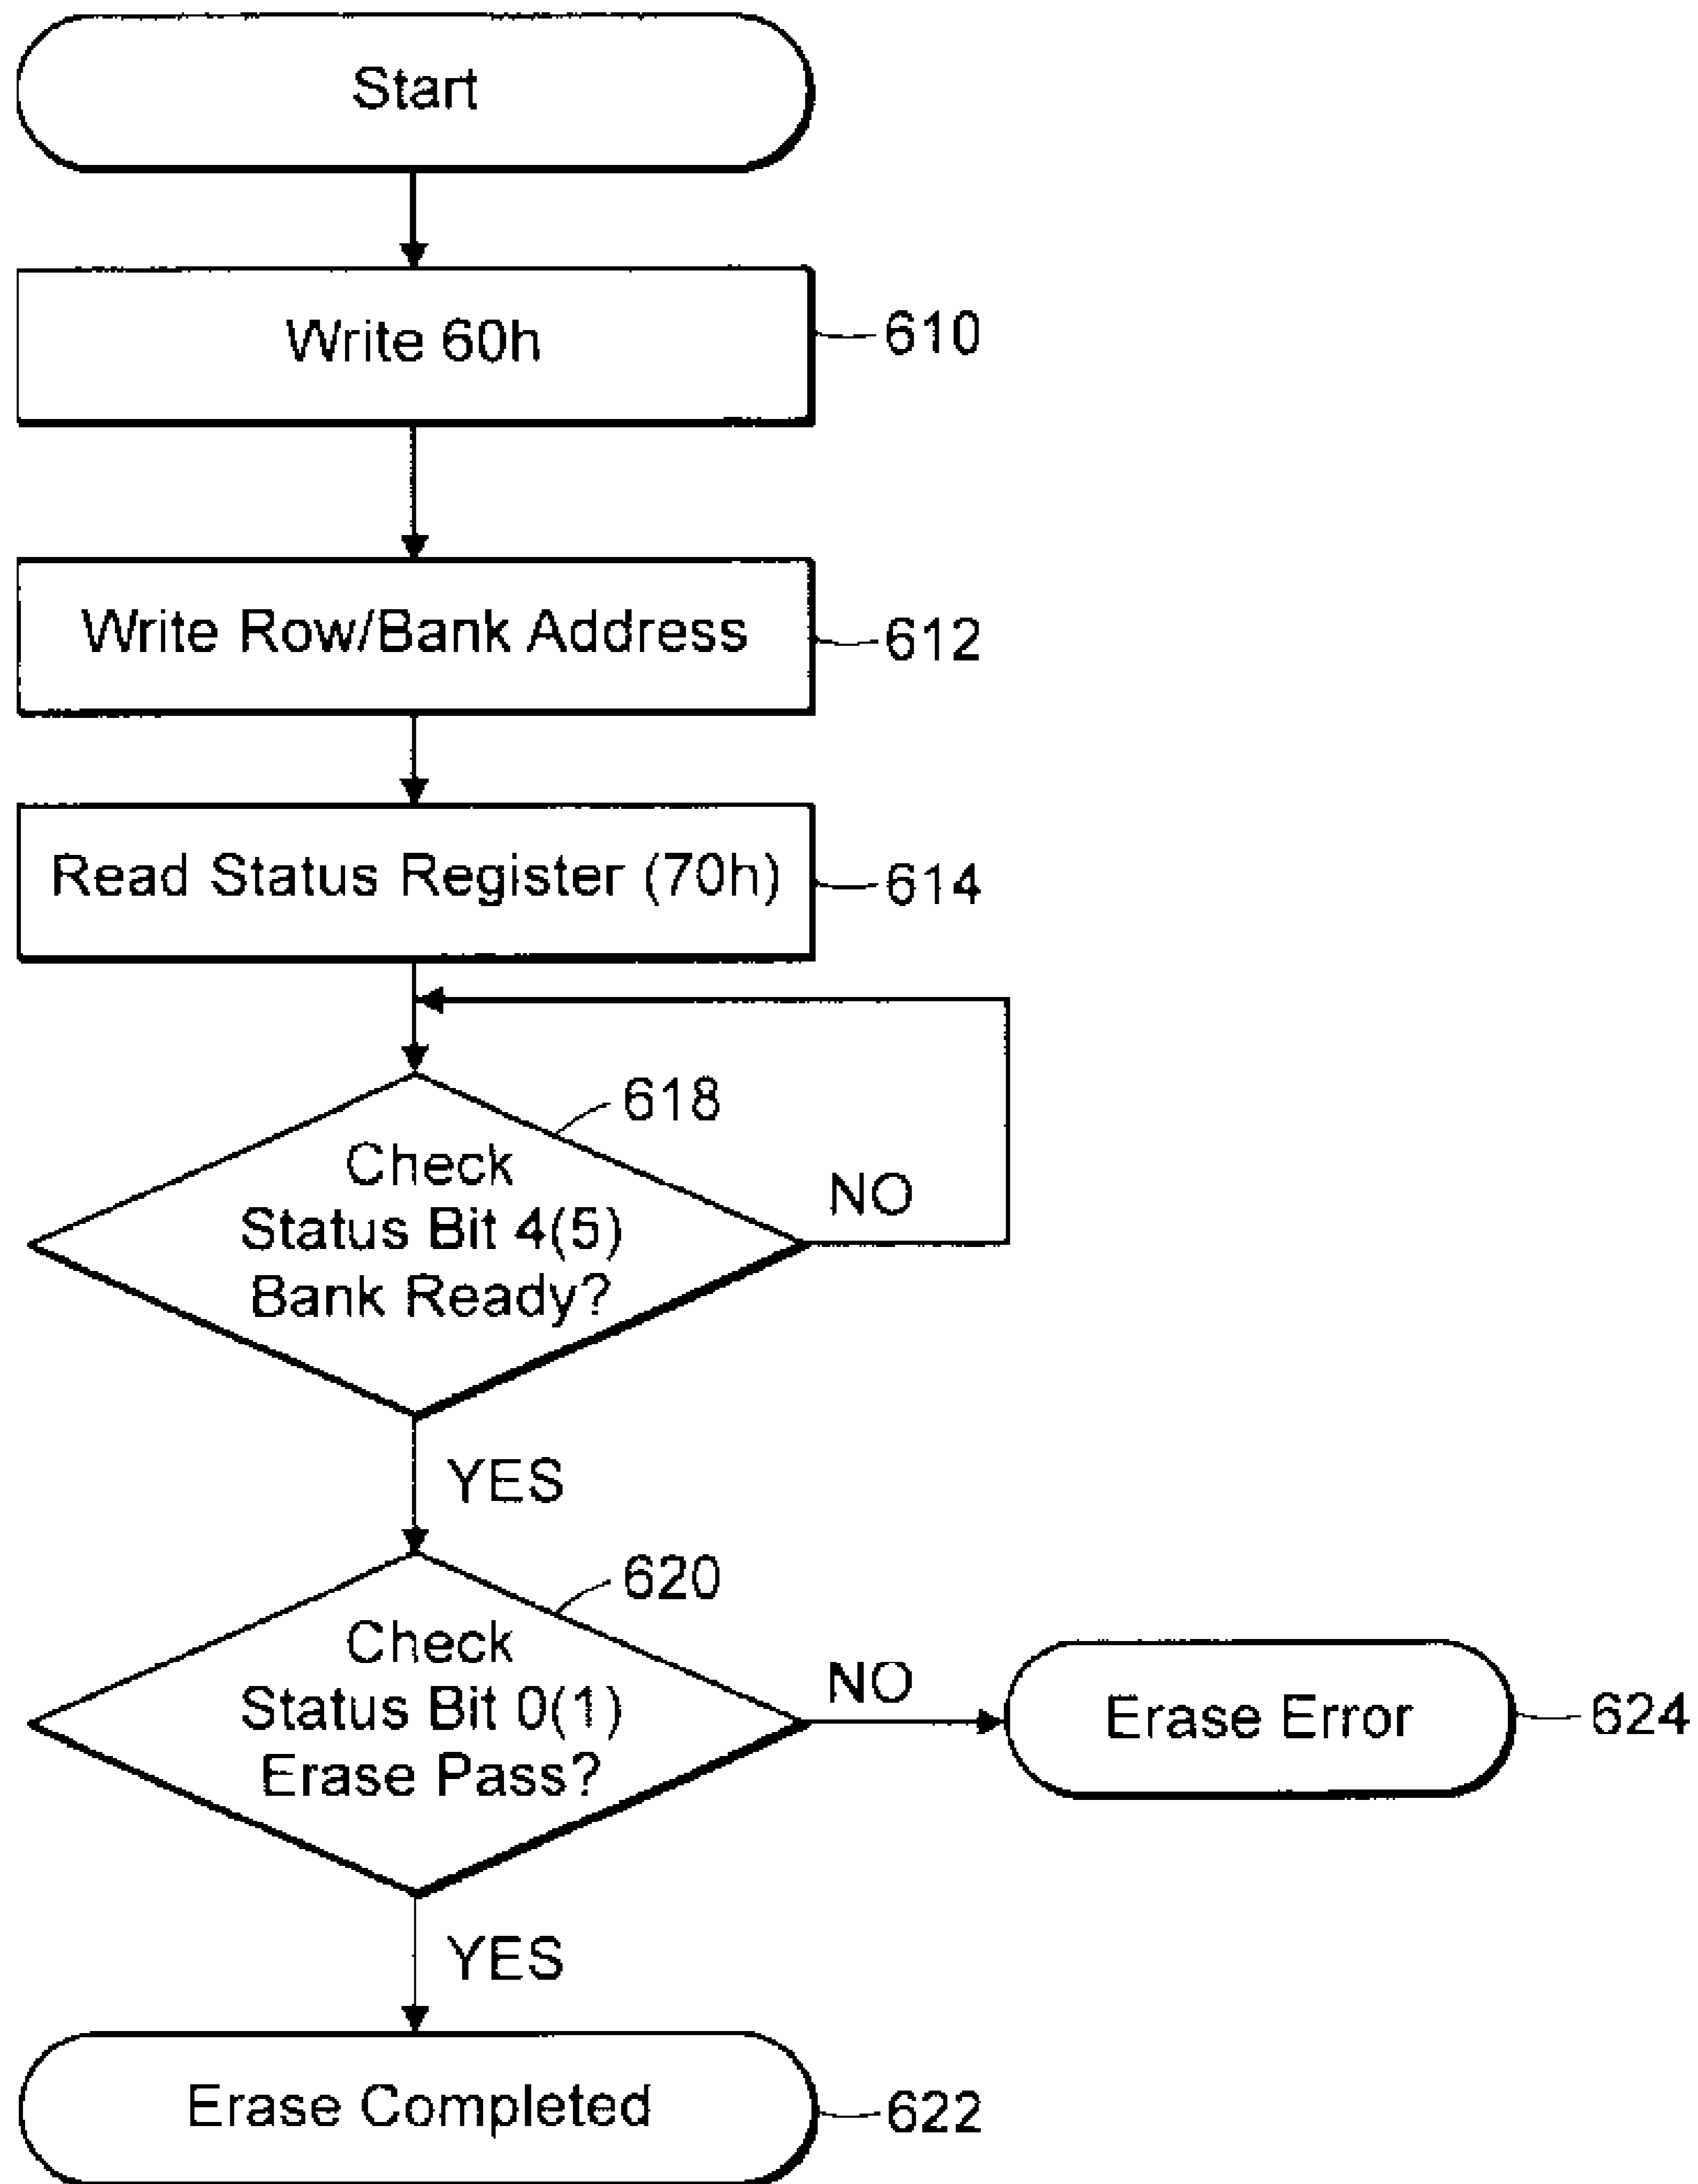 Start
Write 60h
610
Write Row/Bank Address
612
Read Status Register (70h)
614
618
Check
Status Bit 4(5)
Bank Ready?
NO
YES
620
Check
Status Bit 0(1)
Erase Pass?
NO
Erase Error
624
YES
Erase Completed
622